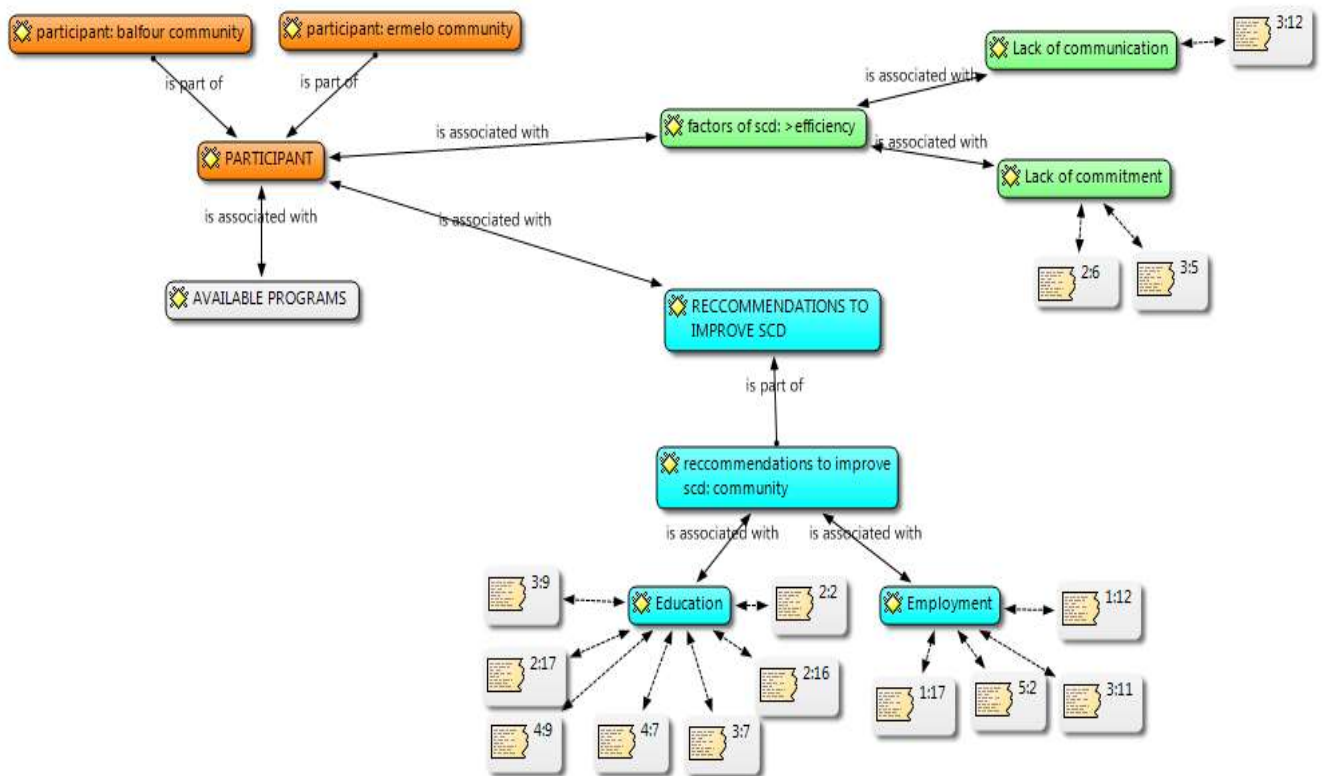 participant: balfour community
participant: ermelo community
is part of
is part of
PARTICIPANT
is associated with
factors of scd: >efficiency
is associated with
Lack of communication
3:12
is associated with
Lack of commitment
2:6
3:5
is associated with
AVAILABLE PROGRAMS
is associated with
RECCOMMENDATIONS TO
IMPROVE SCD
is part of
reccommendations to improve
scd: community
is associated with
is associated with
Education
3:9
2:2
2:17
2:16
4:9
4:7
3:7
Employment
1:12
1:17
5:2
3:11